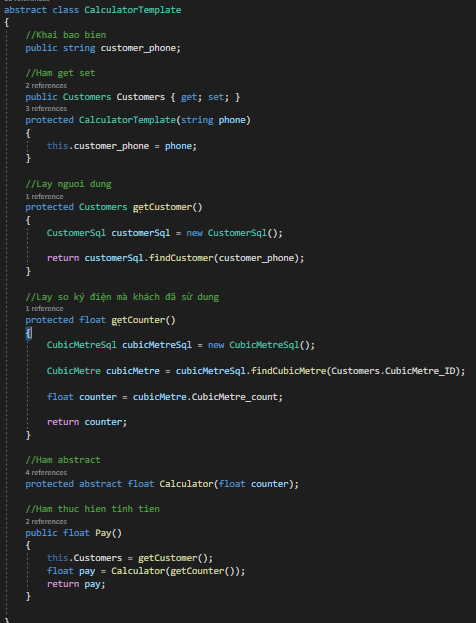 abstract class CalculatorTemplate
{
//Khai bao bien
public string customer_phone;
//Ham get set
2 references
public Customers Customers { get; set; }
3 references
protected CalculatorTemplate(string phone)
{
this.customer_phone = phone;
}
//Lay nguoi dung
1 reference
protected Customers getCustomer()
{
CustomerSql customerSql = new CustomerSql();
return customerSql.findCustomer(customer_phone);
}
//Lay so ký điện mà khách đã sử dung
1 reference
protected float getCounter()
{
CubicMetreSql cubicMetreSql = new CubicMetreSql();
CubicMetre cubicMetre = cubicMetreSql.findCubicMetre(Customers.CubicMetre_ID);
float counter = cubicMetre.CubicMetre_count;
return counter;
}
//Ham abstract
4 references
protected abstract float Calculator(float counter);
//Ham thuc hien tinh tien
2 references
public float Pay()
{
this.Customers = getCustomer();
float pay = Calculator(getCounter());
return pay;
}
}